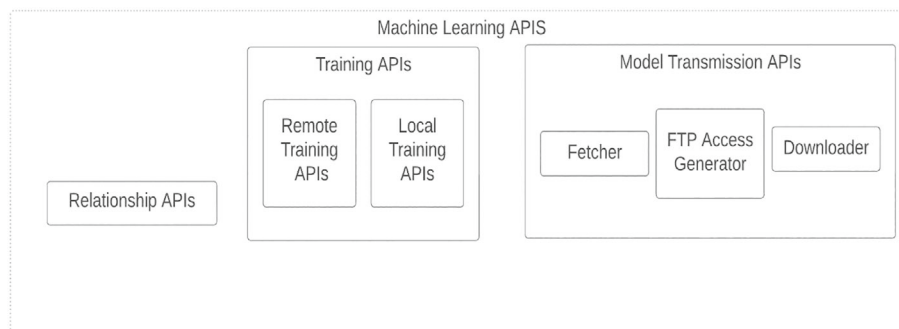 Machine Learning APIS
Training APIs
Model Transmission APIs
Remote
Training
APIs
Local
Training
APIs
Fetcher
FTP Access
Generator
Downloader
Relationship APIs